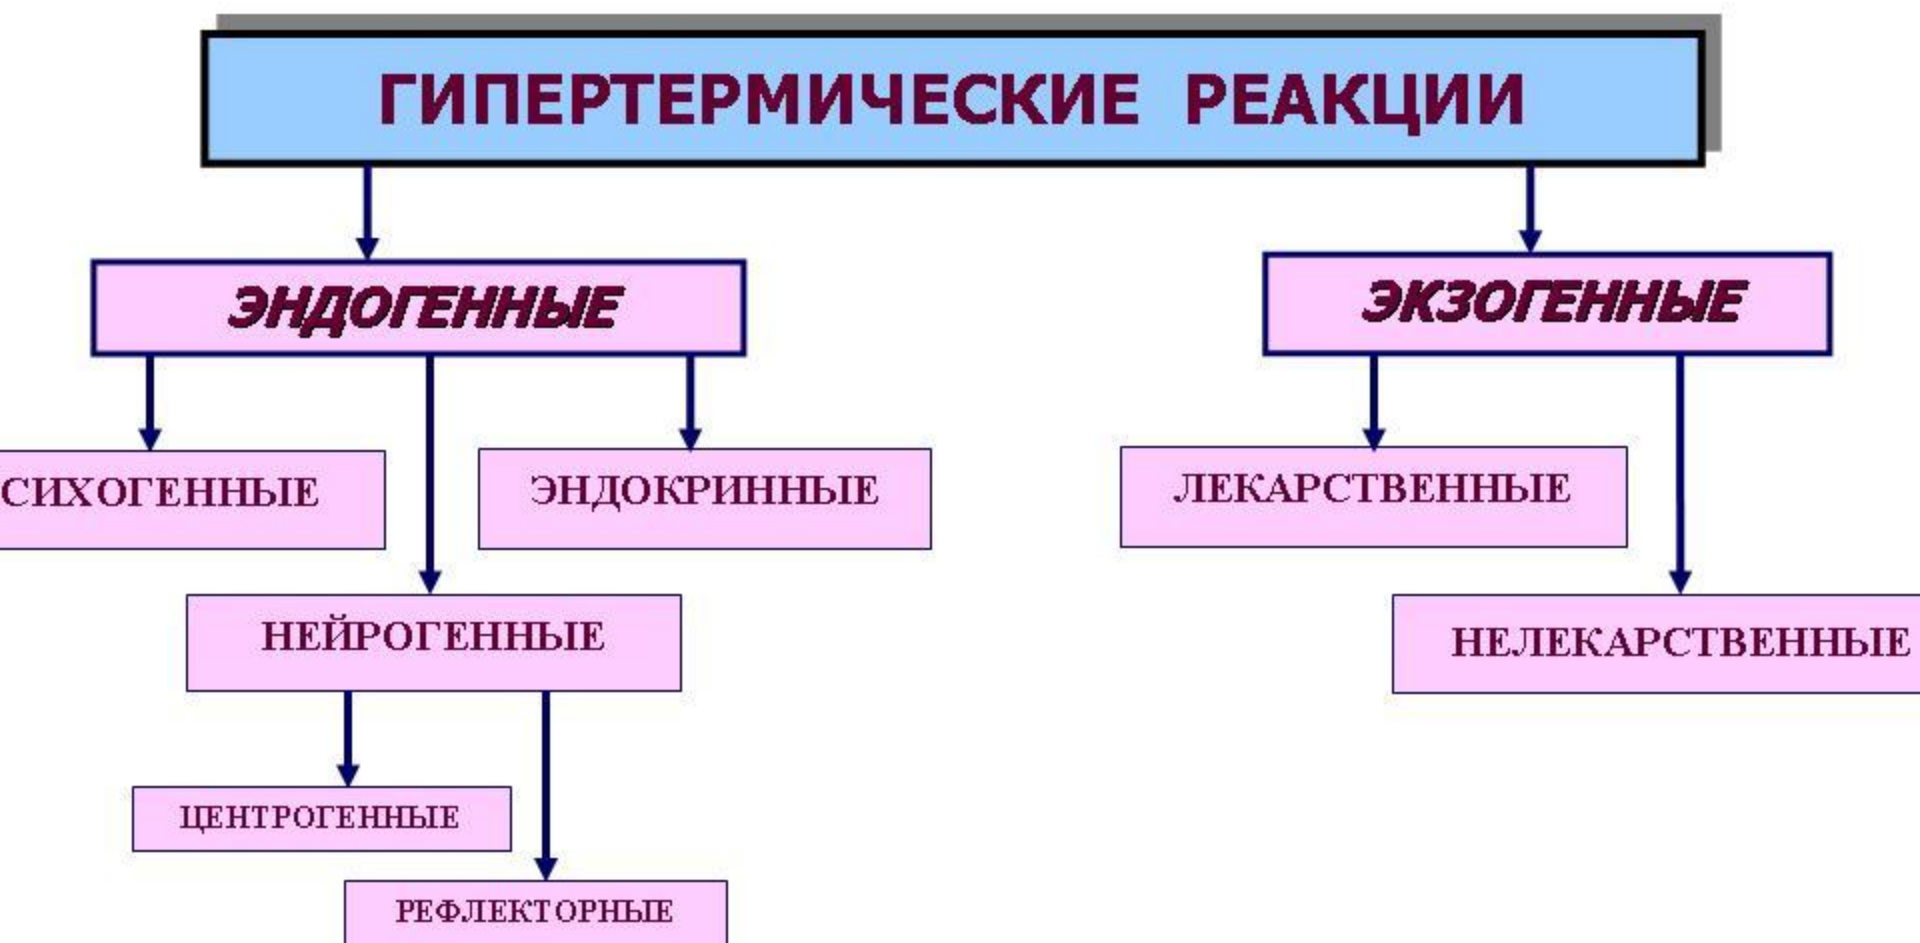 ГИПЕРТЕРМИЧЕСКИЕ РЕАКЦИИ
ЭНДОГЕННЫЕ
ЭКЗОГЕННЫЕ
СИХОГЕННЫЕ
ЭНДОКРИННЫЕ
ЛЕКАРСТВЕННЫЕ
НЕЙРОГЕННЫЕ
НЕЛЕКАРСТВЕННЫЕ
ЦЕНТРОГЕННЫЕ
РЕФЛЕКТОРНЫЕ